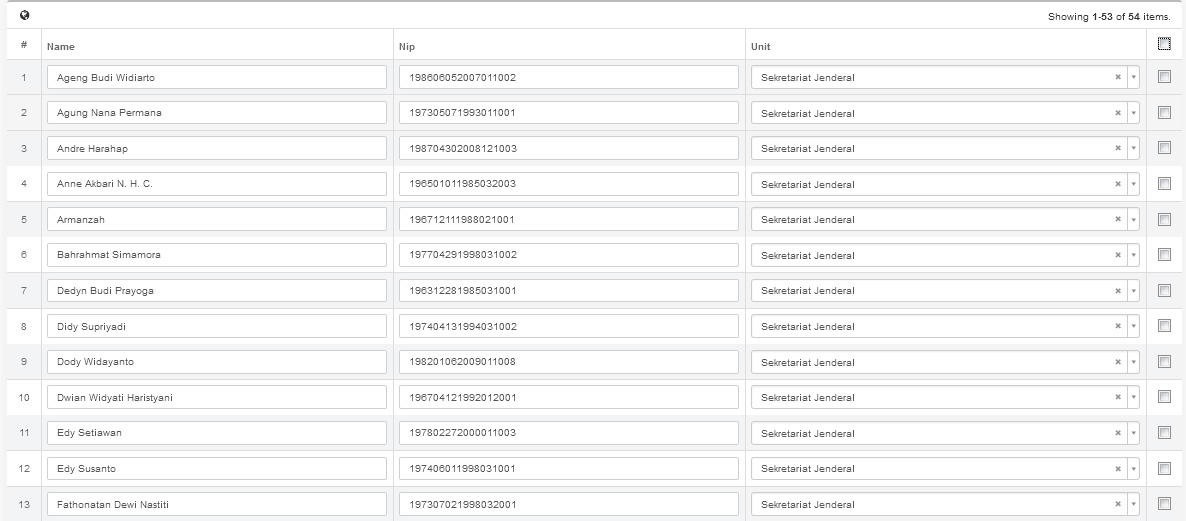 Showing 1-53 of 54 items.
# Name Nip Unit
1 Ageng Budi Widiarto 198606052007011002 Sekretariat Jenderal
2 Agung Nana Permana 197305071993011001 Sekretariat Jenderal
3 Andre Harahap 198704302008121003 Sekretariat Jenderal
4 Anne Akbari N. H. C. 196501011985032003 Sekretariat Jenderal
5 Armanzah 196712111988021001 Sekretariat Jenderal
6 Bahrahmat Simamora 197704291998031002 Sekretariat Jenderal
7 Dedyn Budi Prayoga 196312281985031001 Sekretariat Jenderal
8 Didy Supriyadi 197404131994031002 Sekretariat Jenderal
9 Dody Widayanto 198201062009011008 Sekretariat Jenderal
10 Dwian Widyati Haristyani 196704121992012001 Sekretariat Jenderal
11 Edy Setiawan 197802272000011003 Sekretariat Jenderal
12 Edy Susanto 197406011998031001 Sekretariat Jenderal
13 Fathonatan Dewi Nastiti 197307021998032001 Sekretariat Jenderal